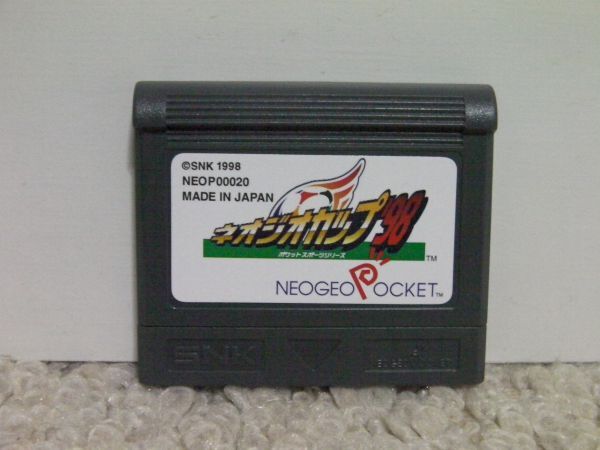 ©SNK 1998
NEOP00020
MADE IN JAPAN
ネオジオカップ'98
TM
ポケットスポーツシリーズ
NEOGEO POCKET TM
SNK